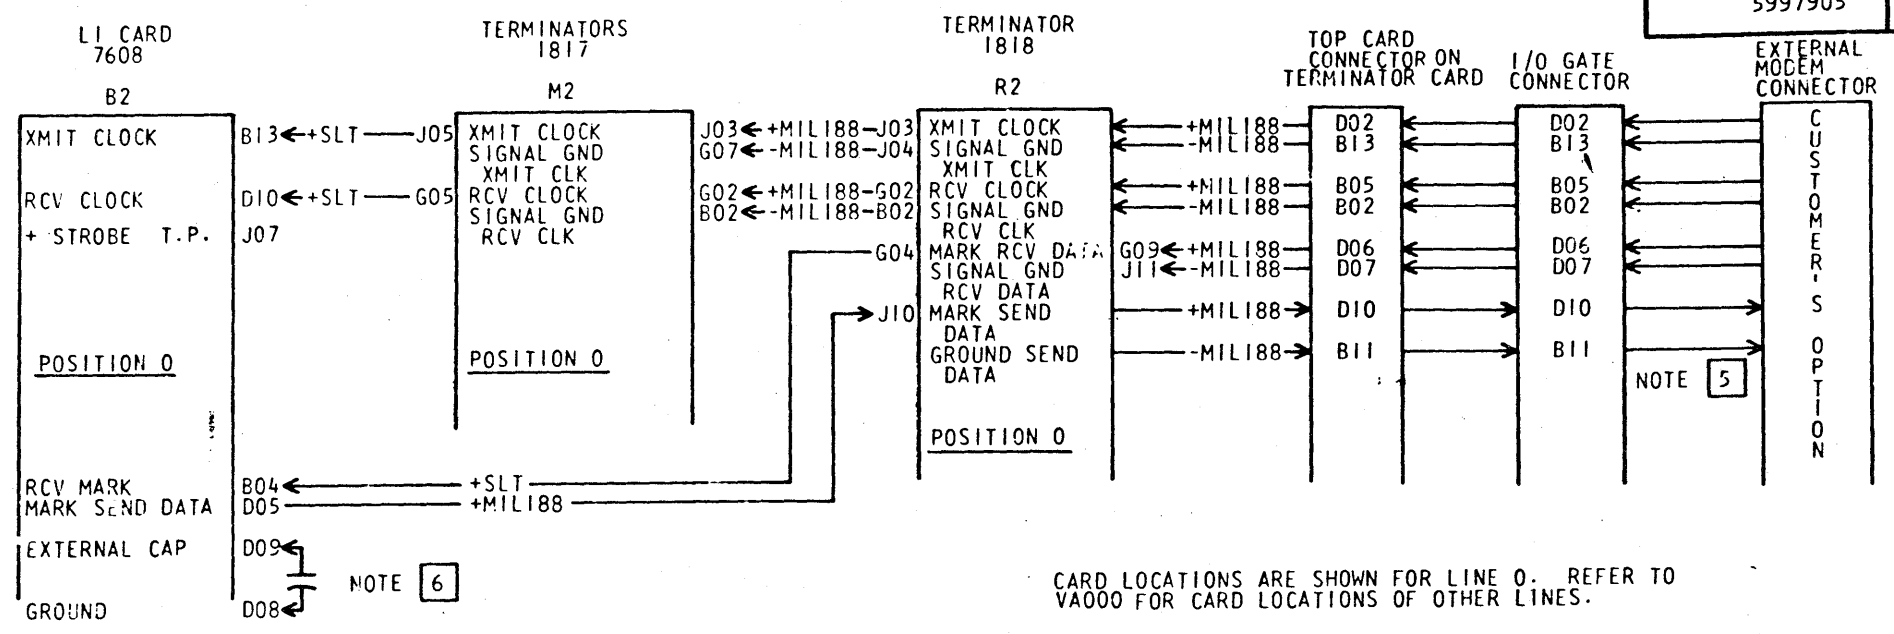 5997905
LI CARD
7608
B2
TERMINATORS
1817
M2
TERMINATOR
1818
R2
TOP CARD
CONNECTOR ON
TERMINATOR CARD
I/O GATE
CONNECTOR
EXTERNAL
MODEM
CONNECTOR
XMIT CLOCK
B13 +SLT J05
XMIT CLOCK
SIGNAL GND
XMIT CLK
J03 +MIL188 J03
G07 -MIL188 J04
XMIT CLOCK
SIGNAL GND
XMIT CLK
+MIL188 D02 D02
-MIL188 B13 B13
RCV CLOCK
D10 +SLT G05
RCV CLOCK
SIGNAL GND
RCV CLK
G02 +MIL188 G02
B02 -MIL188 B02
RCV CLOCK
SIGNAL GND
RCV CLK
+MIL188 B05 B05
-MIL188 B02 B02
+ STROBE T.P. J07
G04 MARK RCV DATA G09 +MIL188 D06 D06
SIGNAL GND J11 -MIL188 D07 D07
RCV DATA
J10 MARK SEND
DATA
+MIL188 D10 D10
GROUND SEND
DATA
-MIL188 B11 B11
CUSTOMER'S OPTION
NOTE 5
POSITION 0
POSITION 0
POSITION 0
RCV MARK B04 +SLT
MARK SEND DATA D05 +MIL188
EXTERNAL CAP D09
NOTE 6
GROUND D08
CARD LOCATIONS ARE SHOWN FOR LINE 0. REFER TO
VA000 FOR CARD LOCATIONS OF OTHER LINES.